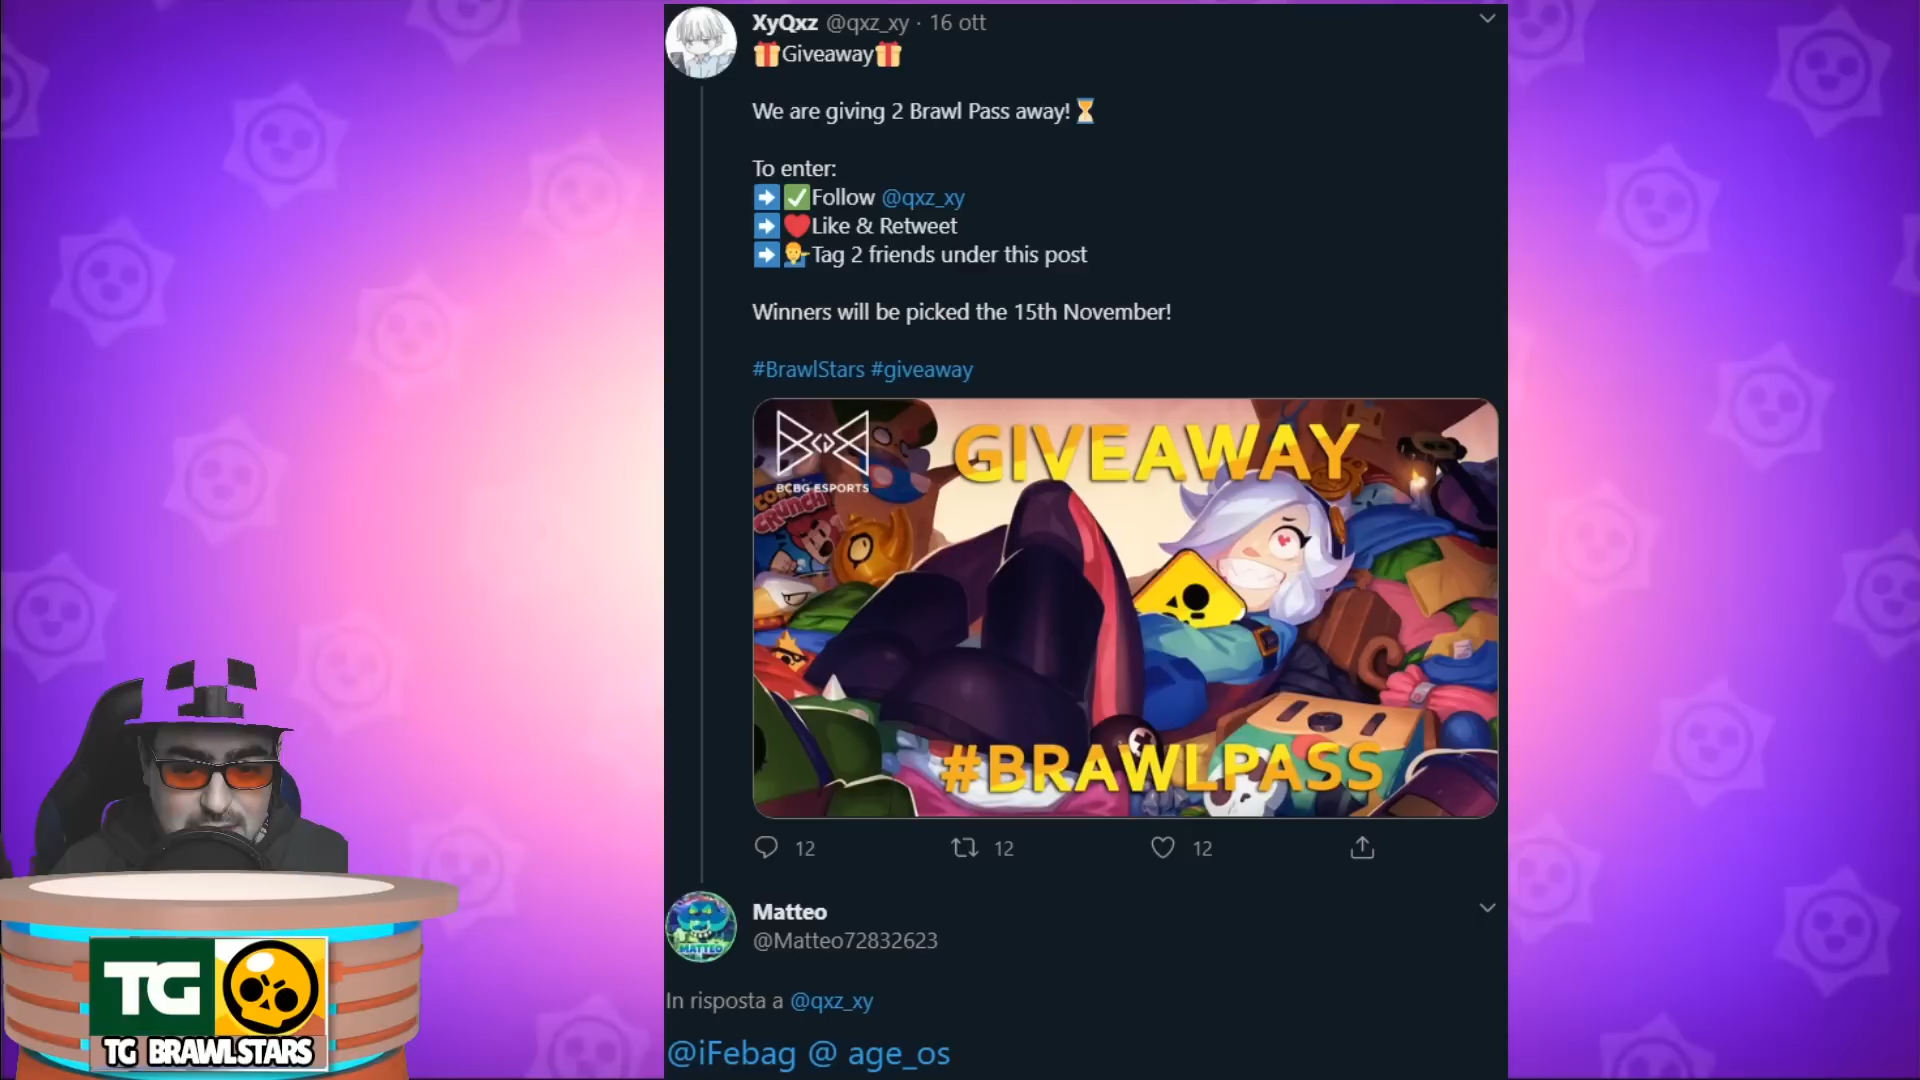 XyQxz @qxz_xy · 16 ott
🎁Giveaway🎁
We are giving 2 Brawl Pass away!⏳
To enter:
➡️✅Follow @qxz_xy
➡️❤️Like & Retweet
➡️💁‍♂️Tag 2 friends under this post
Winners will be picked the 15th November!
#BrawlStars #giveaway
BCBG ESPORTS
GIVEAWAY
CRUNCH
#BRAWLPASS
12 12 12
Matteo
@Matteo72832623
MATTEO
In risposta a @qxz_xy
@iFebag @ age_os
TG
TG BRAWLSTARS